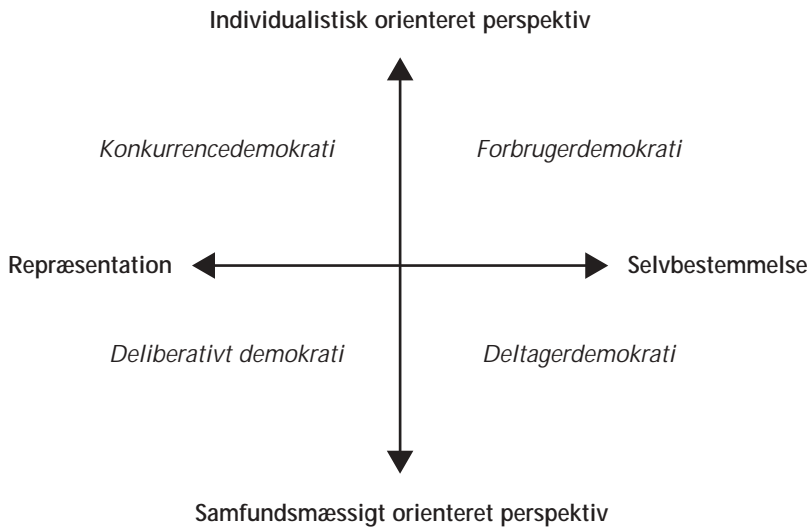 Individualistisk orienteret perspektiv
Konkurrencedemokrati
Forbrugerdemokrati
Repræsentation
Selvbestemmelse
Deliberativt demokrati
Deltagerdemokrati
Samfundsmæssigt orienteret perspektiv